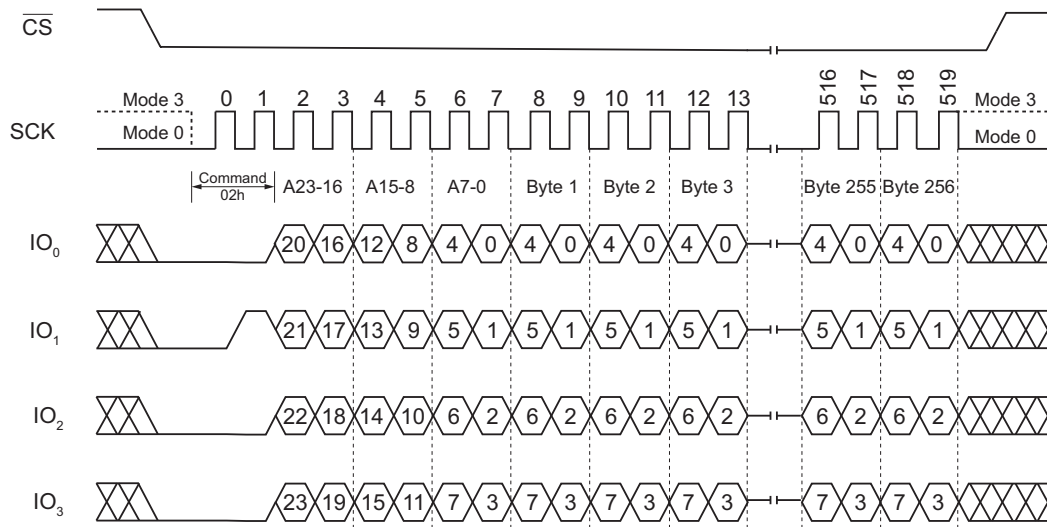 CS
0 1 2 3 4 5 6 7 8 9 10 11 12 13 516 517 518 519
Mode 3 Mode 3
SCK
Mode 0 Mode 0
Command
02h
A23-16 A15-8 A7-0 Byte 1 Byte 2 Byte 3 Byte 255 Byte 256
IO0 20 16 12 8 4 0 4 0 4 0 4 0 4 0 4 0
IO1 21 17 13 9 5 1 5 1 5 1 5 1 5 1 5 1
IO2 22 18 14 10 6 2 6 2 6 2 6 2 6 2 6 2
IO3 23 19 15 11 7 3 7 3 7 3 7 3 7 3 7 3